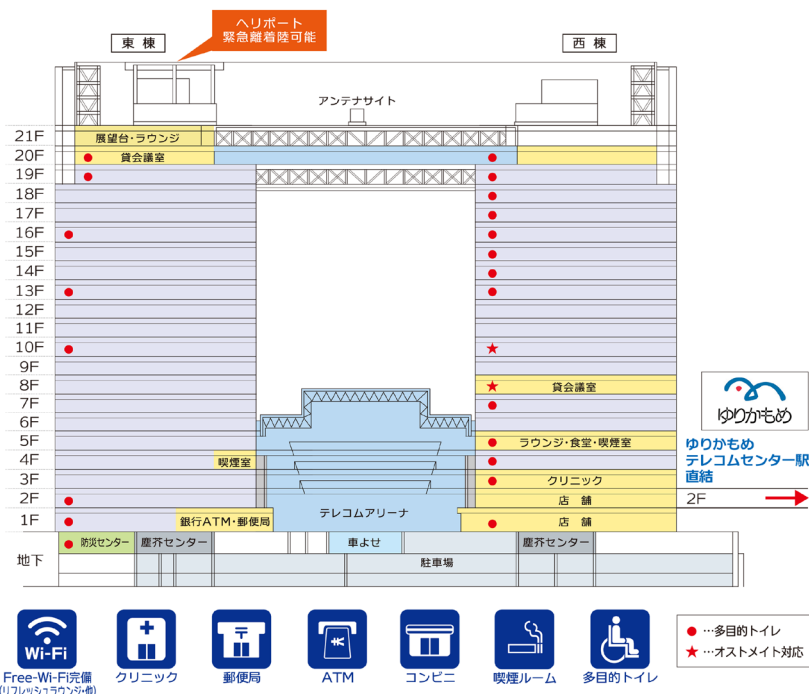 ヘリポート
緊急離着陸可能
東棟
西棟
アンテナサイト
21F
展望台・ラウンジ
20F
貸会議室
19F
18F
17F
16F
15F
14F
13F
12F
11F
10F
9F
8F
貸会議室
7F
6F
5F
ラウンジ・食堂・喫煙室
4F
喫煙室
3F
クリニック
2F
店舗
1F
銀行ATM・郵便局
テレコムアリーナ
店舗
ゆりかもめ
ゆりかもめ
テレコムセンター駅
直結
2F
地下
防災センター
塵芥センター
車よせ
塵芥センター
駐車場
Wi-Fi
Free-Wi-Fi完備
(リフレッシュラウンジ・他)
クリニック
郵便局
ATM
コンビニ
喫煙ルーム
多目的トイレ
●…多目的トイレ
★…オストメイト対応